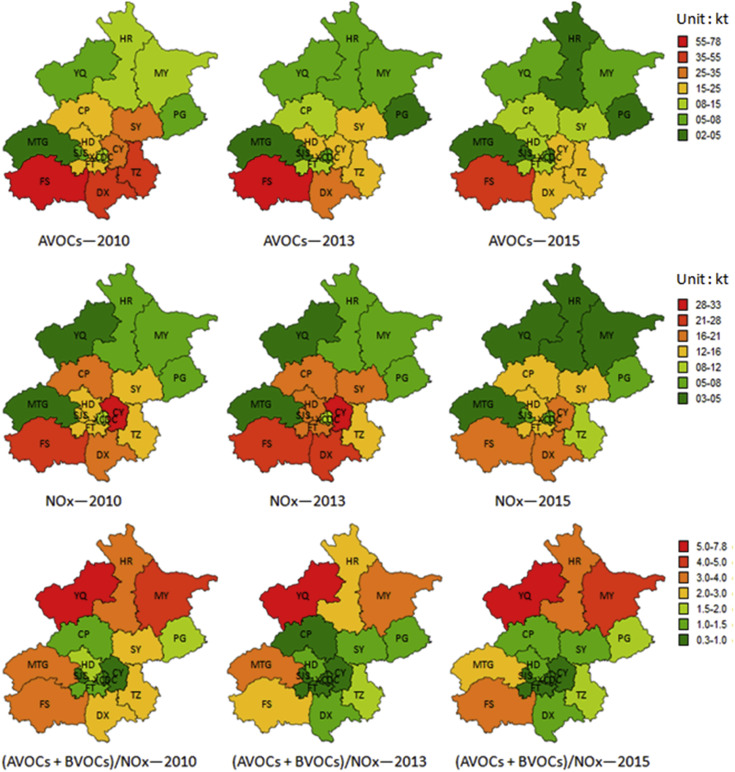 Unit : kt
55-78
35-55
25-35
15-25
08-15
05-08
02-05
HR
YQ
MY
CP
SY
PG
MTG
HD
SJS
CY
FT
TZ
FS
DX
AVOCs—2010
HR
YQ
MY
CP
SY
PG
MTG
HD
SJS
CY
FT
TZ
FS
DX
AVOCs—2013
HR
YQ
MY
CP
SY
PG
MTG
HD
SJS
CY
FT
TZ
FS
DX
AVOCs—2015
Unit : kt
28-33
21-28
16-21
12-16
08-12
05-08
03-05
HR
YQ
MY
CP
SY
PG
MTG
HD
SJS
CY
FT
TZ
FS
DX
NOx—2010
HR
YQ
MY
CP
SY
PG
MTG
HD
SJS
CY
FT
TZ
FS
DX
NOx—2013
HR
YQ
MY
CP
SY
PG
MTG
HD
SJS
CY
FT
TZ
FS
DX
NOx—2015
5.0-7.8
4.0-5.0
3.0-4.0
2.0-3.0
1.5-2.0
1.0-1.5
0.3-1.0
HR
YQ
MY
CP
SY
PG
MTG
HD
SJS
CY
FT
TZ
FS
DX
(AVOCs + BVOCs)/NOx—2010
HR
YQ
MY
CP
SY
PG
MTG
HD
SJS
CY
FT
TZ
FS
DX
(AVOCs + BVOCs)/NOx—2013
HR
YQ
MY
CP
SY
PG
MTG
HD
SJS
CY
FT
TZ
FS
DX
(AVOCs + BVOCs)/NOx—2015